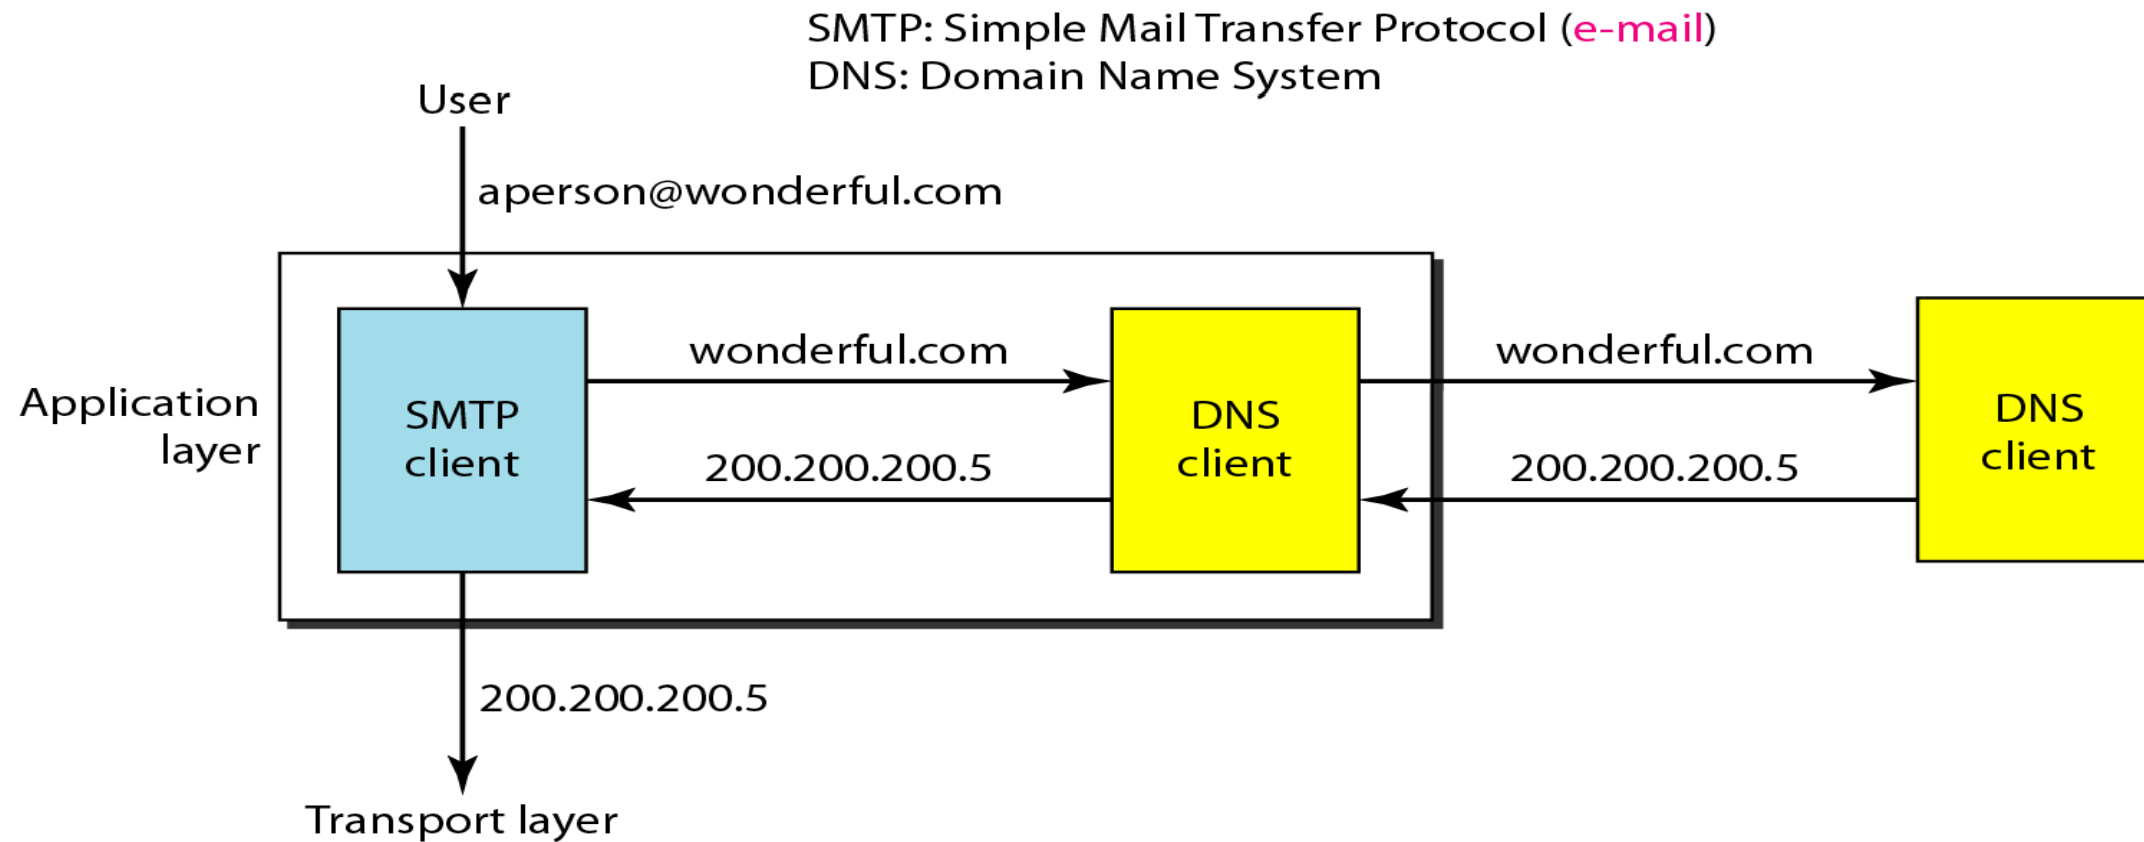 SMTP: Simple Mail Transfer Protocol (e-mail)
DNS: Domain Name System
User
aperson@wonderful.com
Application
layer
SMTP
client
wonderful.com
200.200.200.5
DNS
client
wonderful.com
200.200.200.5
DNS
client
200.200.200.5
Transport layer